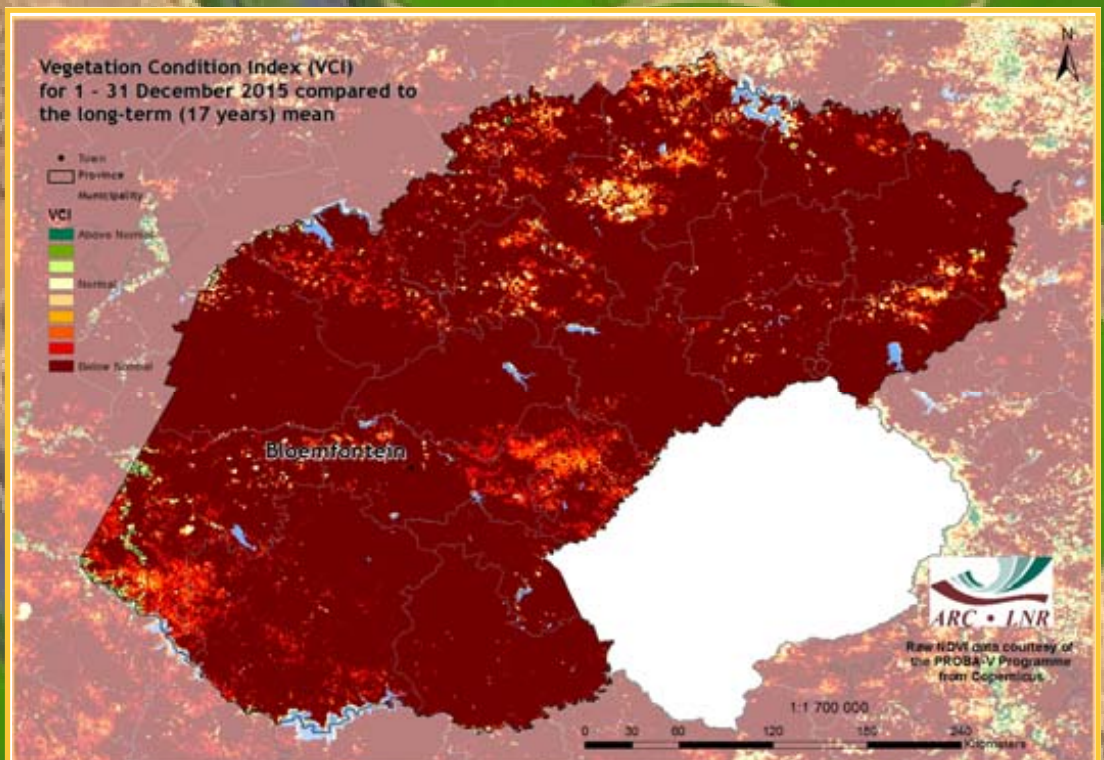 Vegetation Condition Index (VCI)
for 1 - 31 December 2015 compared to
the long-term (17 years) mean
N
Town
Province
Municipality
VCI
Above Normal
Normal
Below Normal
Bloemfontein
ARC • LNR
Raw NDVI data courtesy of
the PROBA-V Programme
from Copernicus
1:1 700 000
0 30 60 120 180 240
Kilometers